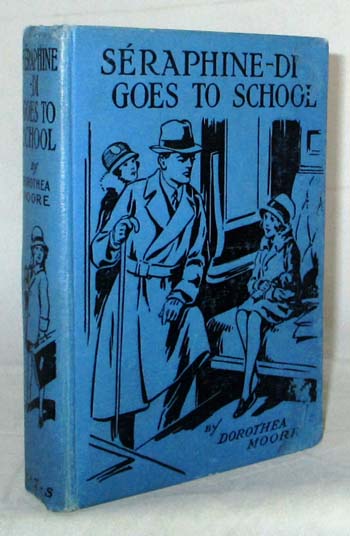 SÉRAPHINE-DI
GOES TO SCHOOL
BY DOROTHEA
MOORE
SÉRAPHINE
-DI
GOES TO
SCHOOL
By
DOROTHEA
MOORE